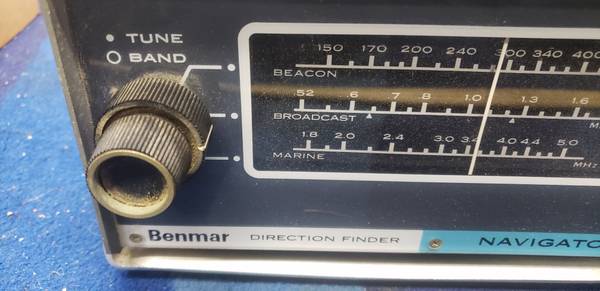 TUNE
BAND
150 170 200 240 300 340 400
BEACON
.52 .6 .7 .8 1.0 1.3 1.6
BROADCAST
1.8 2.0 2.4 3.0 3.4 4.0 4.4 5.0
MARINE MHz
Benmar DIRECTION FINDER NAVIGATO